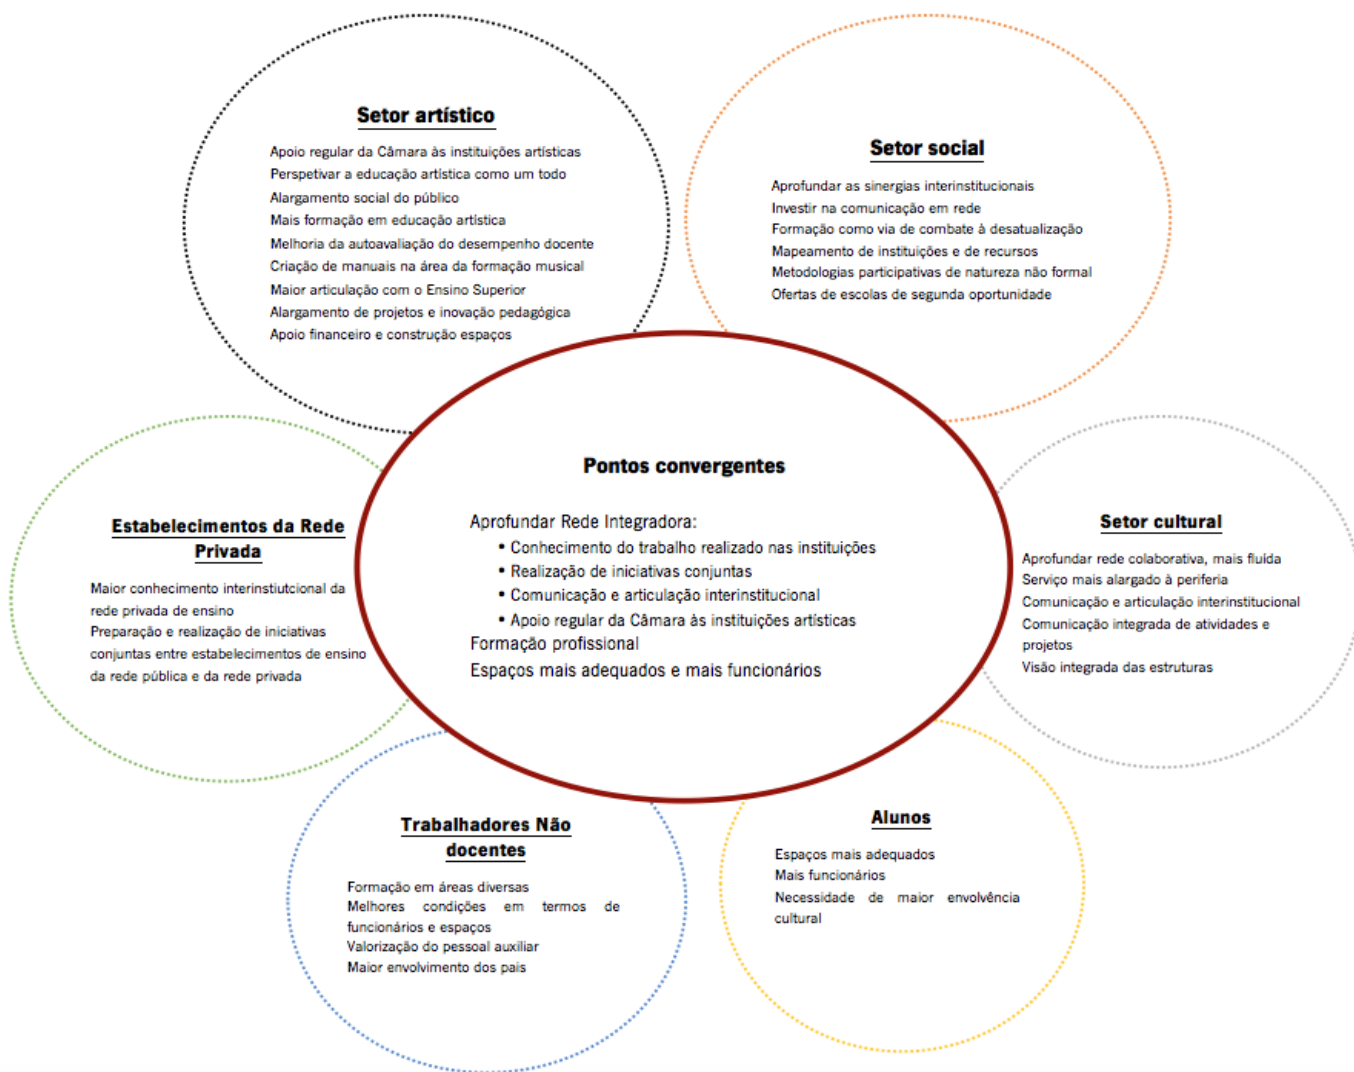 Setor artístico
Apoio regular da Câmara às instituições artísticas
Perspetivar a educação artística como um todo
Alargamento social do público
Mais formação em educação artística
Melhoria da autoavaliação do desempenho docente
Criação de manuais na área da formação musical
Maior articulação com o Ensino Superior
Alargamento de projetos e inovação pedagógica
Apoio financeiro e construção espaços
Setor social
Aprofundar as sinergias interinstitucionais
Investir na comunicação em rede
Formação como via de combate à desatualização
Mapeamento de instituições e de recursos
Metodologias participativas de natureza não formal
Ofertas de escolas de segunda oportunidade
Estabelecimentos da Rede
Privada
Maior conhecimento interinstiutcional da
rede privada de ensino
Preparação e realização de iniciativas
conjuntas entre estabelecimentos de ensino
da rede pública e da rede privada
Pontos convergentes
Aprofundar Rede Integradora:
• Conhecimento do trabalho realizado nas instituições
• Realização de iniciativas conjuntas
• Comunicação e articulação interinstitucional
• Apoio regular da Câmara às instituições artísticas
Formação profissional
Espaços mais adequados e mais funcionários
Setor cultural
Aprofundar rede colaborativa, mais fluída
Serviço mais alargado à periferia
Comunicação e articulação interinstitucional
Comunicação integrada de atividades e
projetos
Visão integrada das estruturas
Trabalhadores Não
docentes
Formação em áreas diversas
Melhores condições em termos de
funcionários e espaços
Valorização do pessoal auxiliar
Maior envolvimento dos pais
Alunos
Espaços mais adequados
Mais funcionários
Necessidade de maior envolvência
cultural